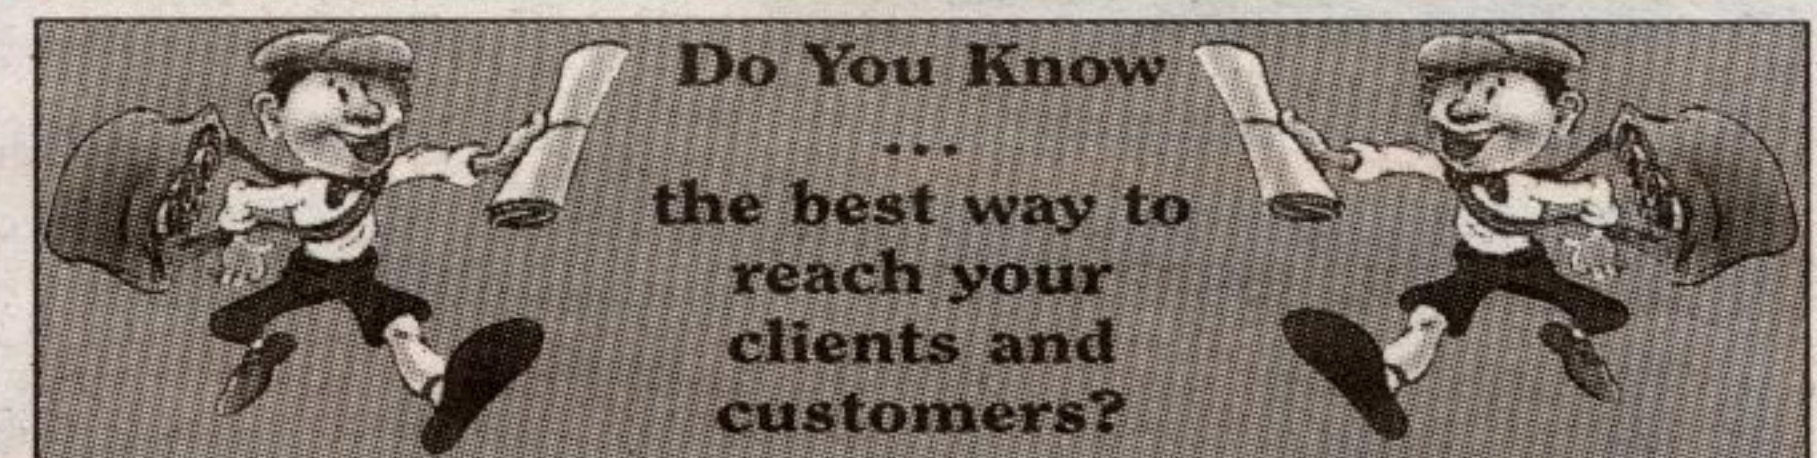 Do You Know
...
the best way to
reach your
clients and
customers?